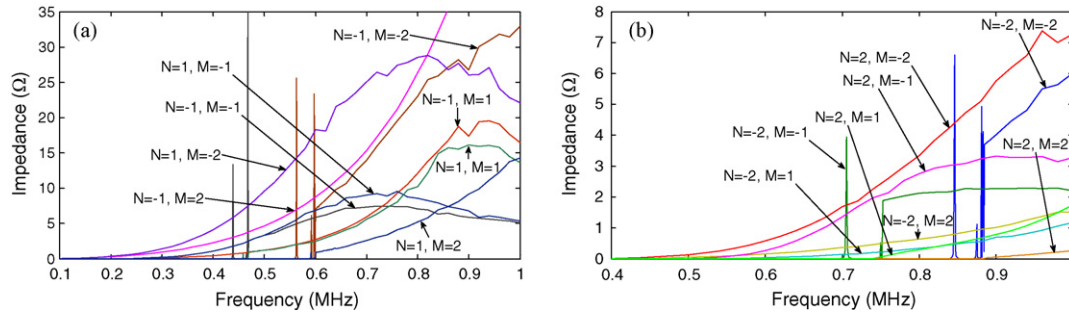 (a)
35
30
25
20
15
10
5
0
Impedance (Ω)
N=-1, M=-2
N=1, M=-1
N=-1, M=-1
N=-1, M=1
N=1, M=-2
N=1, M=1
N=-1, M=2
N=1, M=2
0.1 0.2 0.3 0.4 0.5 0.6 0.7 0.8 0.9 1
Frequency (MHz)
(b)
8
7
6
5
4
3
2
1
0
Impedance (Ω)
N=-2, M=-2
N=2, M=-2
N=2, M=-1
N=-2, M=-1
N=2, M=1
N=2, M=2
N=-2, M=1
N=-2, M=2
0.4 0.5 0.6 0.7 0.8 0.9
Frequency (MHz)